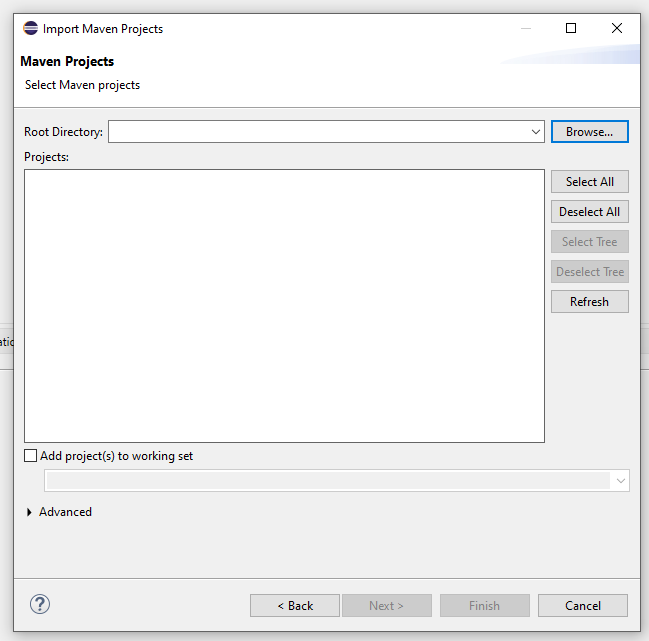 Import Maven Projects
Maven Projects
Select Maven projects
Root Directory:
Browse...
Projects:
Select All
Deselect All
Select Tree
Deselect Tree
Refresh
Add project(s) to working set
Advanced
?
< Back
Next >
Finish
Cancel